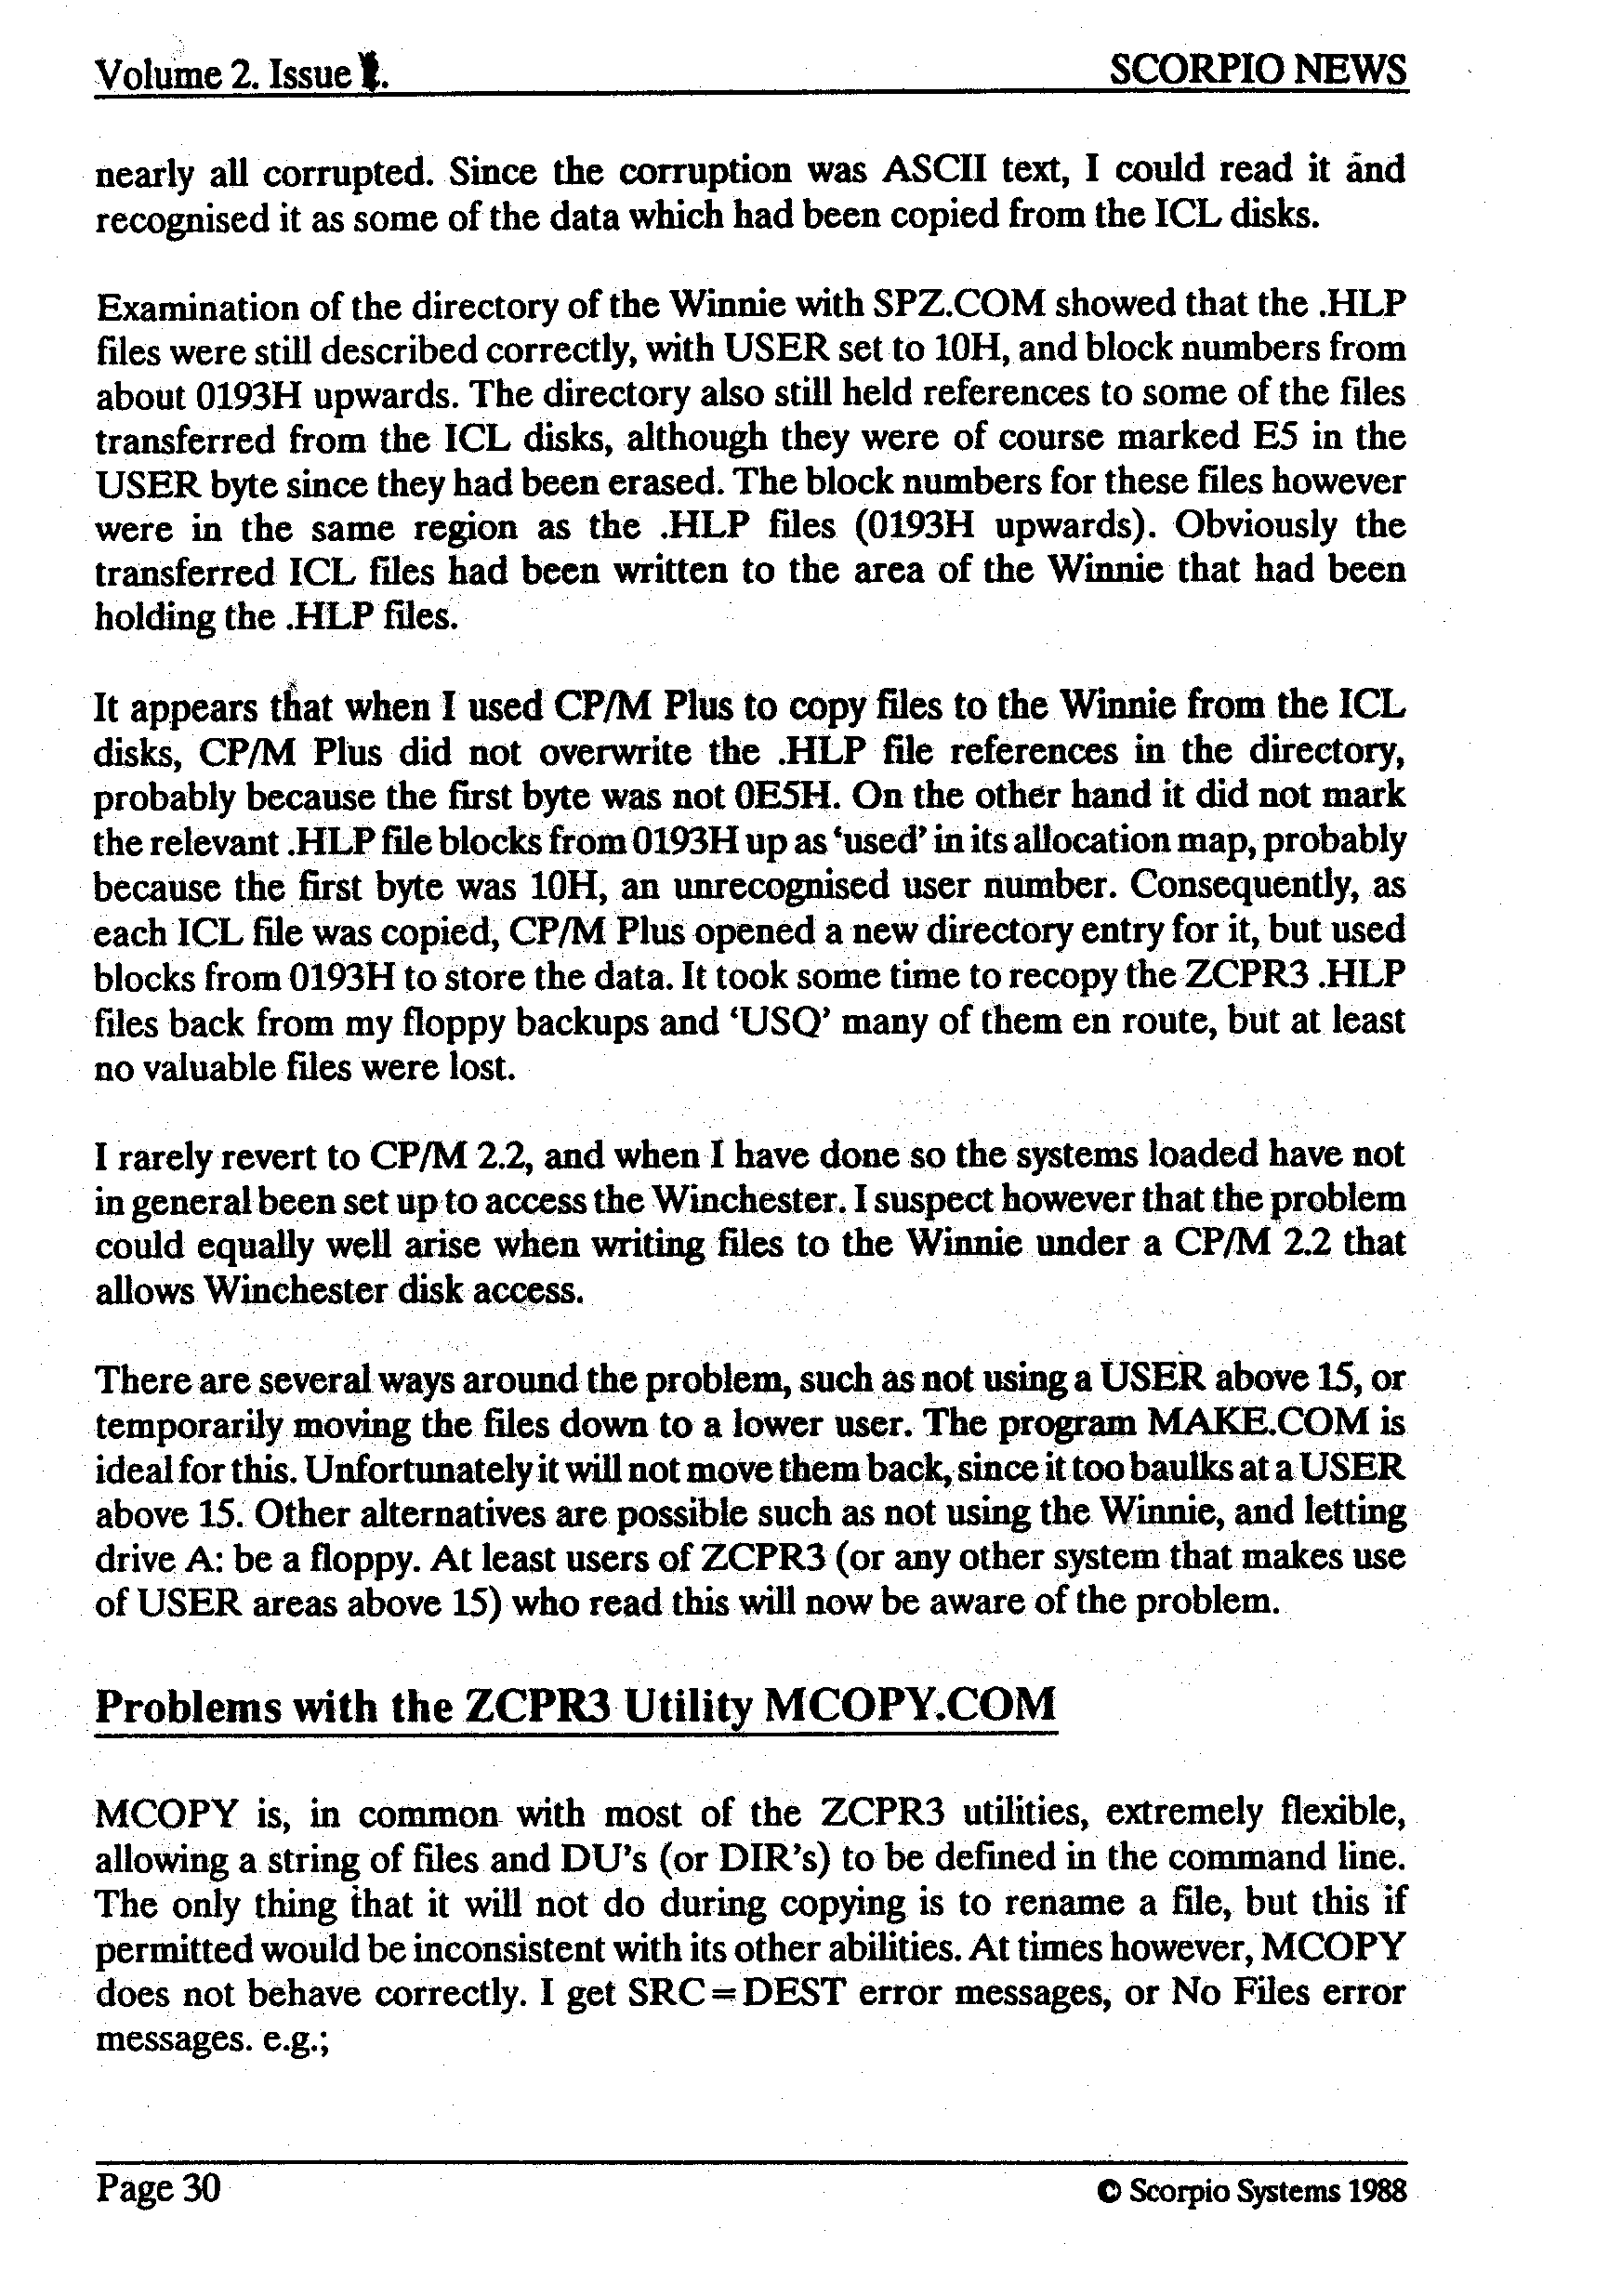 Volume 2. Issue
SCORPIO NEWS
nearly all corrupted. Since the corruption was ASCII text, I could read it and
recognised it as some of the data which had been copied from the ICL disks.
Examination of the directory of the Winnie with SPZ.COM showed that the .HLP
files were still described correctly, with USER set to 10H, and block numbers from
about 0193H upwards. The directory also still held references to some of the files
transferred from the ICL disks, although they were of course marked E5 in the
USER byte since they had been erased. The block numbers for these files however
were in the same region as the .HLP files (0193H upwards). Obviously the
transferred ICL files had been written to the area of the Winnie that had been
holding the .HLP files.
It appears that when I used CP/M Plus to copy files to the Winnie from the ICL
disks, CP/M Plus did not overwrite the .HLP file references in the directory,
probably because the first byte was not 0E5H. On the other hand it did not mark
the relevant .HLP file blocks from 0193H up as ‘used’ in its allocation map, probably
because the first byte was 10H, an unrecognised user number. Consequently, as
each ICL file was copied, CP/M Plus opened a new directory entry for it, but used
blocks from 0193H to store the data. It took some time to recopy the ZCPR3 .HLP
files back from my floppy backups and ‘USQ’ many of them en route, but at least
no valuable files were lost.
I rarely revert to CP/M 2.2, and when I have done so the systems loaded have not
in general been set up to access the Winchester. I suspect however that the problem
could equally well arise when writing files to the Winnie under a CP/M 2.2 that
allows Winchester disk access.
There are several ways around the problem, such as not using a USER above 15, or
temporarily moving the files down to a lower user. The program MAKE.COM is
ideal for this. Unfortunately it will not move them back, since it too baulks at a USER
above 15. Other alternatives are possible such as not using the Winnie, and letting
drive A: be a floppy. At least users of ZCPR3 (or any other system that makes use
of USER areas above 15) who read this will now be aware of the problem.
Problems with the ZCPR3 Utility MCOPY.COM
MCOPY is, in common with most of the ZCPR3 utilities, extremely flexible,
allowing a string of files and DU's (or DIR's) to be defined in the command line.
The only thing that it will not do during copying is to rename a file, but this if
permitted would be inconsistent with its other abilities. At times however, MCOPY
does not behave correctly. I get SRC=DEST error messages, or No Files error
messages. e.g.;
Page 30
© Scorpio Systems 1988